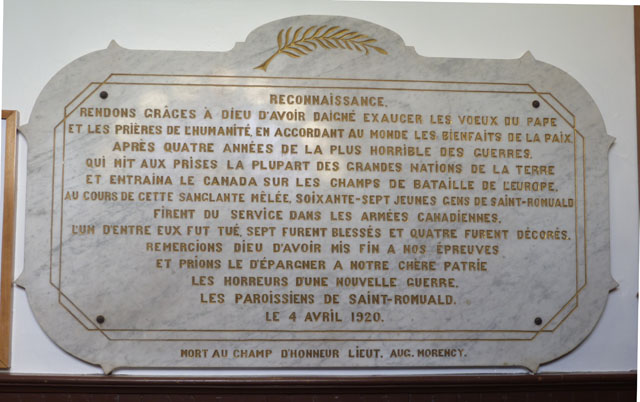 RECONNAISSANCE.
RENDONS GRÂCES À DIEU D'AVOIR DAIGNÉ EXAUCER LES VOEUX DU PAPE
ET LES PRIÈRES DE L'HUMANITÉ, EN ACCORDANT AU MONDE LES BIENFAITS DE LA PAIX
APRÈS QUATRE ANNÉES DE LA PLUS HORRIBLE DES GUERRES,
QUI MIT AUX PRISES LA PLUPART DES GRANDES NATIONS DE LA TERRE
ET ENTRAÎNA LE CANADA SUR LES CHAMPS DE BATAILLE DE L'EUROPE,
AU COURS DE CETTE SANGLANTE MÊLÉE, SOIXANTE-SEPT JEUNES GENS DE SAINT-ROMUALD
FIRENT DU SERVICE DANS LES ARMÉES CANADIENNES.
L'UN D'ENTRE EUX FUT TUÉ, SEPT FURENT BLESSÉS ET QUATRE FURENT DÉCORÉS.
REMERCIONS DIEU D'AVOIR MIS FIN A NOS ÉPREUVES
ET PRIONS LE D'ÉPARGNER A NOTRE CHÈRE PATRIE
LES HORREURS D'UNE NOUVELLE GUERRE.
LES PAROISSIENS DE SAINT-ROMUALD.
LE 4 AVRIL 1920.
MORT AU CHAMP D'HONNEUR LIEUT. AUG. MORENCY.